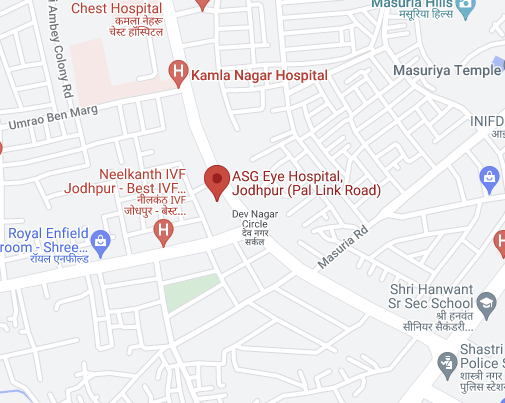 Chest Hospital
कमला नेहरू
चेस्ट हॉस्पिटल
Masuria Hills
मसूरिया हिल्स
Ambey Colony Rd
Kamla Nagar Hospital
Masuriya Temple
Umrao Ben Marg
INIFD
Neelkanth IVF
Jodhpur - Best IVF...
नीलकंठ IVF
जोधपुर - बेस्ट...
ASG Eye Hospital,
Jodhpur (Pal Link Road)
Dev Nagar
Circle
देव नगर
सर्कल
Royal Enfield
room - Shree...
रॉयल एनफील्ड
Masuria Rd
Shri Hanwant
Sr Sec School
श्री हनवंत
सीनियर सैकंडरी...
Shastri
Police S
शास्त्री नगर
पुलिस स्टेश